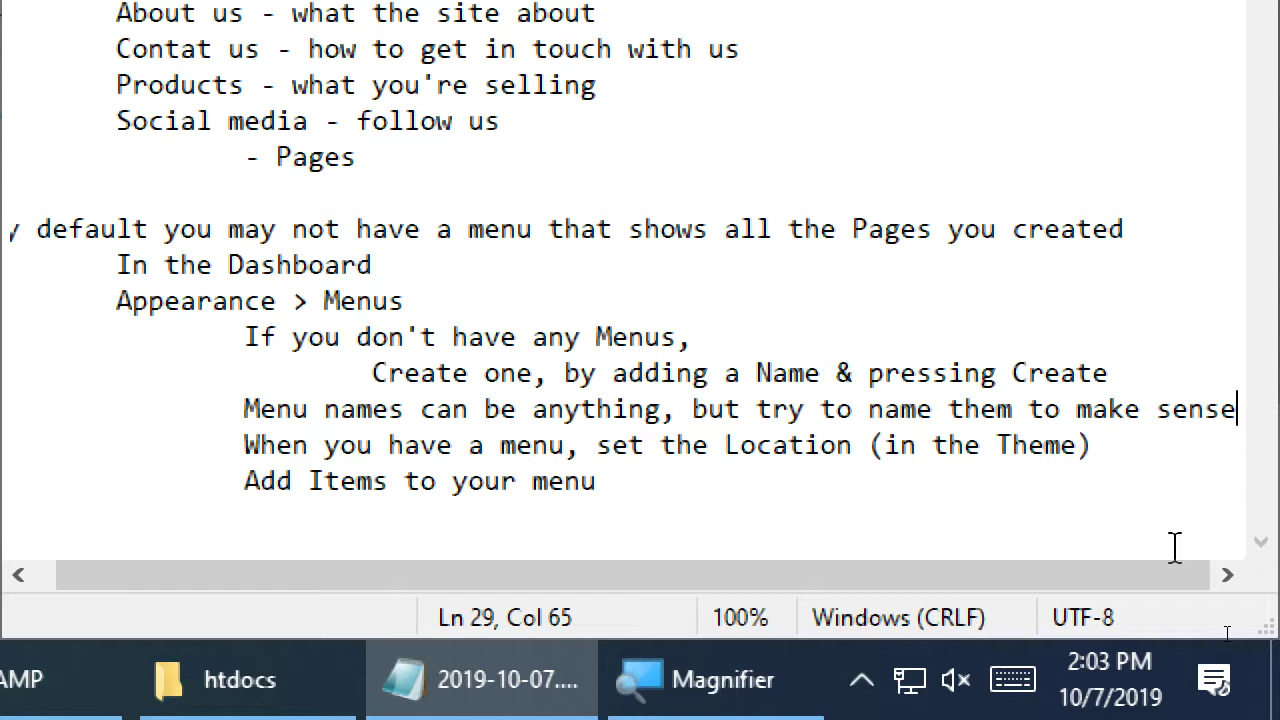 About us - what the site about
Contat us - how to get in touch with us
Products - what you're selling
Social media - follow us
- Pages
y default you may not have a menu that shows all the Pages you created
In the Dashboard
Appearance > Menus
If you don't have any Menus,
Create one, by adding a Name & pressing Create
Menu names can be anything, but try to name them to make sense
When you have a menu, set the Location (in the Theme)
Add Items to your menu
Ln 29, Col 65
100%
Windows (CRLF)
UTF-8
AMP
htdocs
2019-10-07....
Magnifier
2:03 PM
10/7/2019